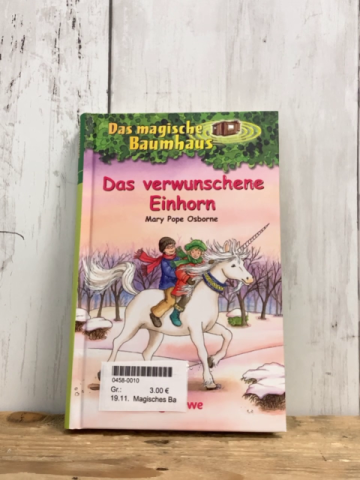 Das magische
Baumhaus
Das verwunschene
Einhorn
Mary Pope Osborne
0458-0010
Gr.: 3.00 €
19.11. Magisches Ba
we